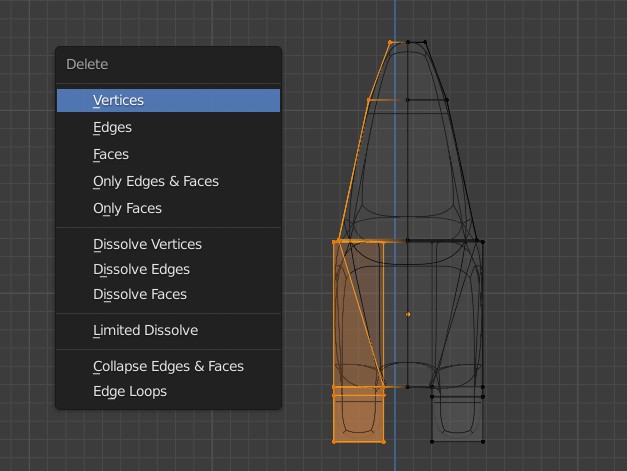 Delete
Vertices
Edges
Faces
Only Edges & Faces
Only Faces
Dissolve Vertices
Dissolve Edges
Dissolve Faces
Limited Dissolve
Collapse Edges & Faces
Edge Loops